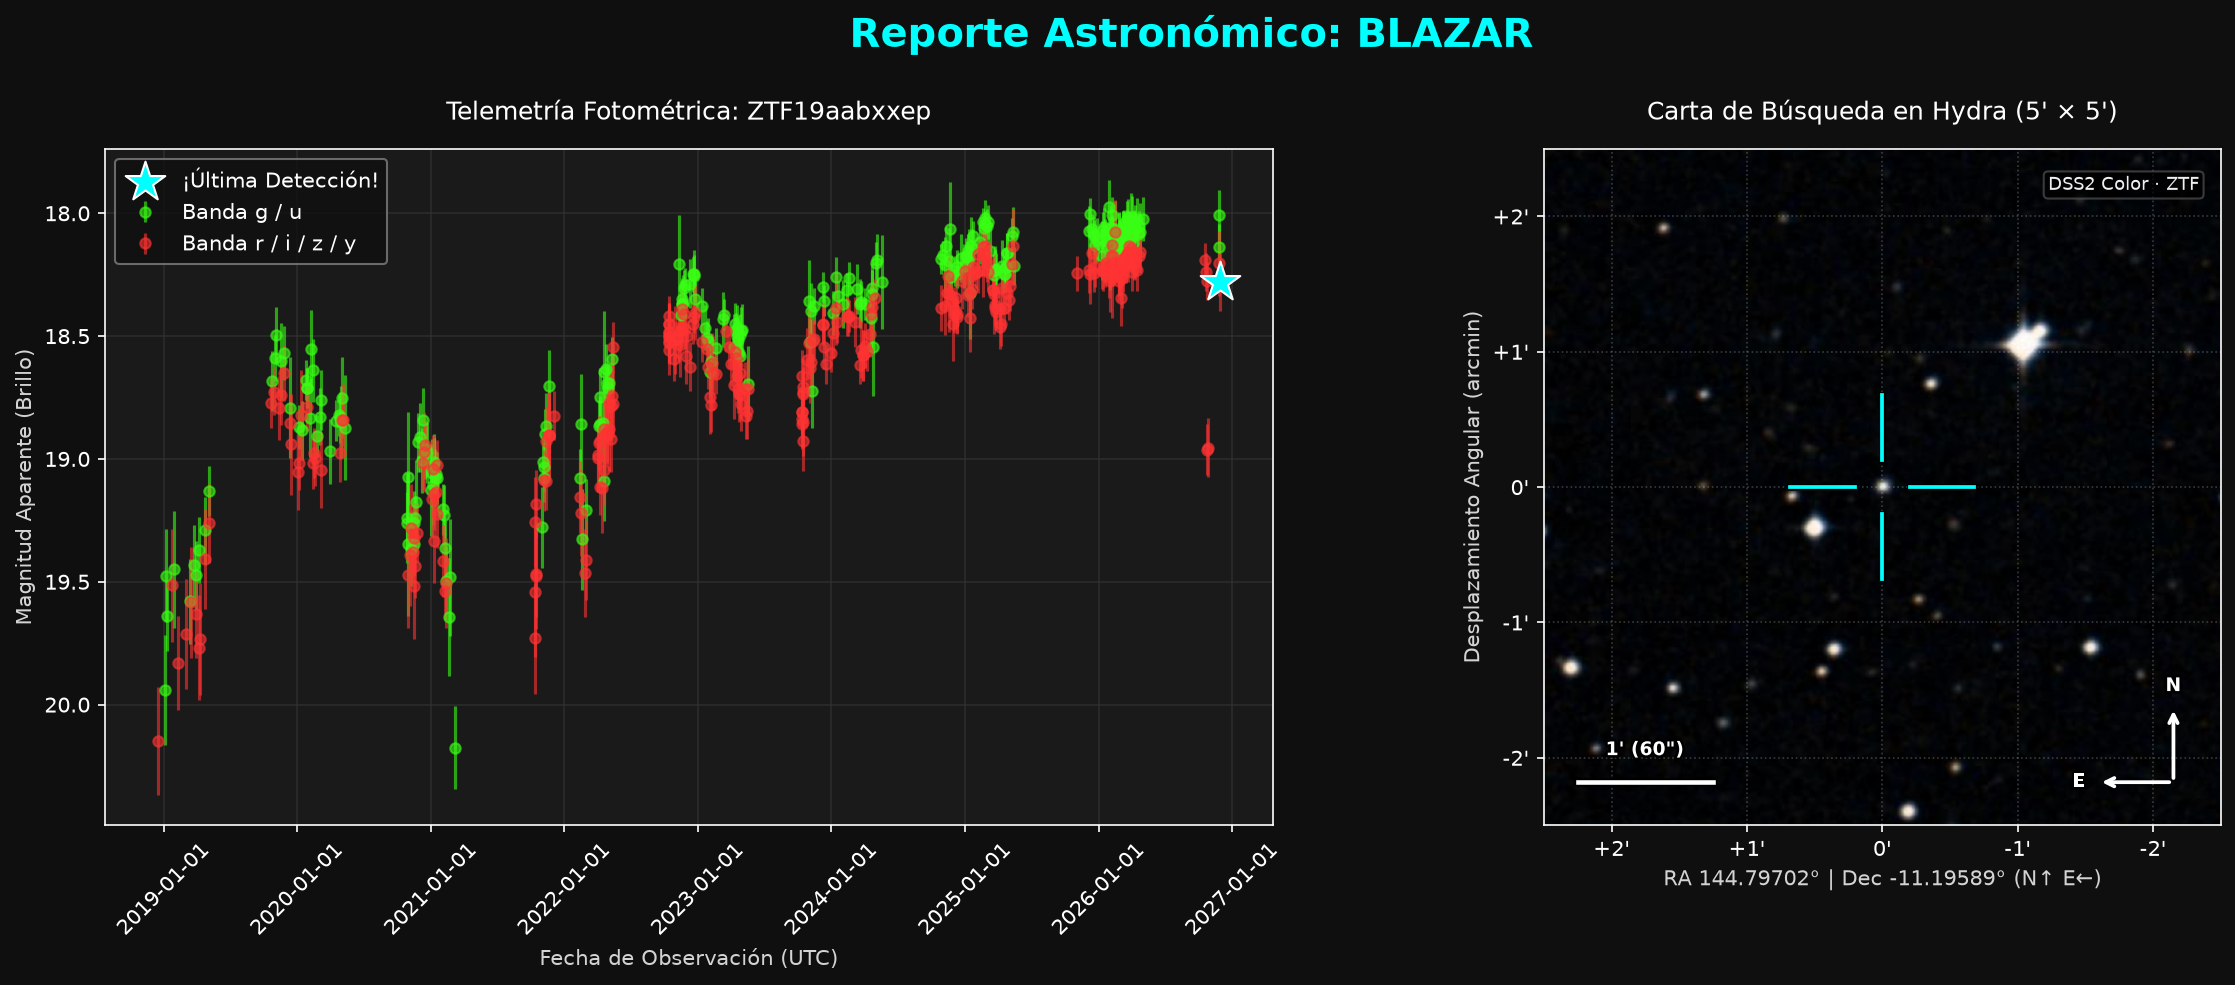 Reporte Astronómico: BLAZAR
Telemetría Fotométrica: ZTF19aabxxep
¡Última Detección!
Banda g / u
Banda r / i / z / y
Magnitud Aparente (Brillo)
18.0
18.5
19.0
19.5
20.0
2019-01-01
2020-01-01
2021-01-01
2022-01-01
2023-01-01
2024-01-01
2025-01-01
2026-01-01
2027-01-01
Fecha de Observación (UTC)
Carta de Búsqueda en Hydra (5' × 5')
DSS2 Color · ZTF
Desplazamiento Angular (arcmin)
+2'
+1'
0'
-1'
-2'
1' (60")
N
E
+2'
+1'
0'
-1'
-2'
RA 144.79702° | Dec -11.19589° (N↑ E←)